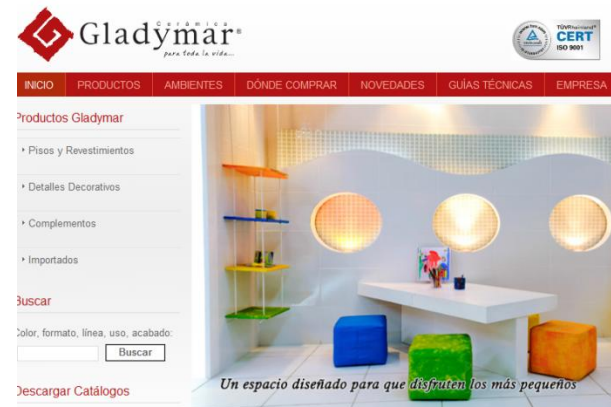 Cerámica
Gladymar®
para toda la vida...
TÜVRheinland®
CERT
ISO 9001
INICIO PRODUCTOS AMBIENTES DÓNDE COMPRAR NOVEDADES GUÍAS TÉCNICAS EMPRESA
Productos Gladymar
Pisos y Revestimientos
Detalles Decorativos
Complementos
Importados
Buscar
Color, formato, línea, uso, acabado:
Buscar
Descargar Catálogos
Un espacio diseñado para que disfruten los más pequeños